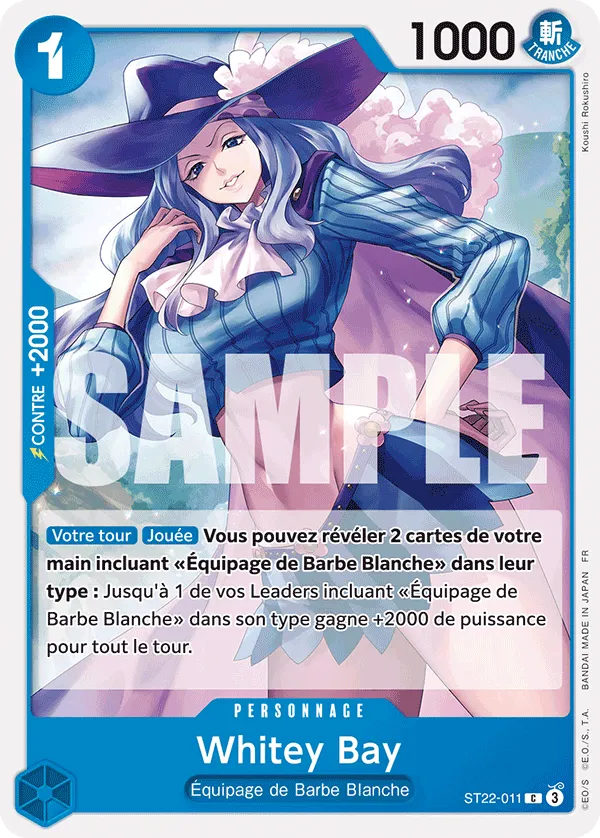 1
1000
斬
TRANCHE
Koushi Rokushiro
CONTRE +2000
SAMPLE
Votre tour Jouée Vous pouvez révéler 2 cartes de votre
main incluant «Équipage de Barbe Blanche» dans leur
type : Jusqu'à 1 de vos Leaders incluant «Équipage de
Barbe Blanche» dans son type gagne +2000 de puissance
pour tout le tour.
PERSONNAGE
Whitey Bay
Équipage de Barbe Blanche
ST22-011 C 3
©E.O/S ©E.O./S., T.A. BANDAI MADE IN JAPAN FR